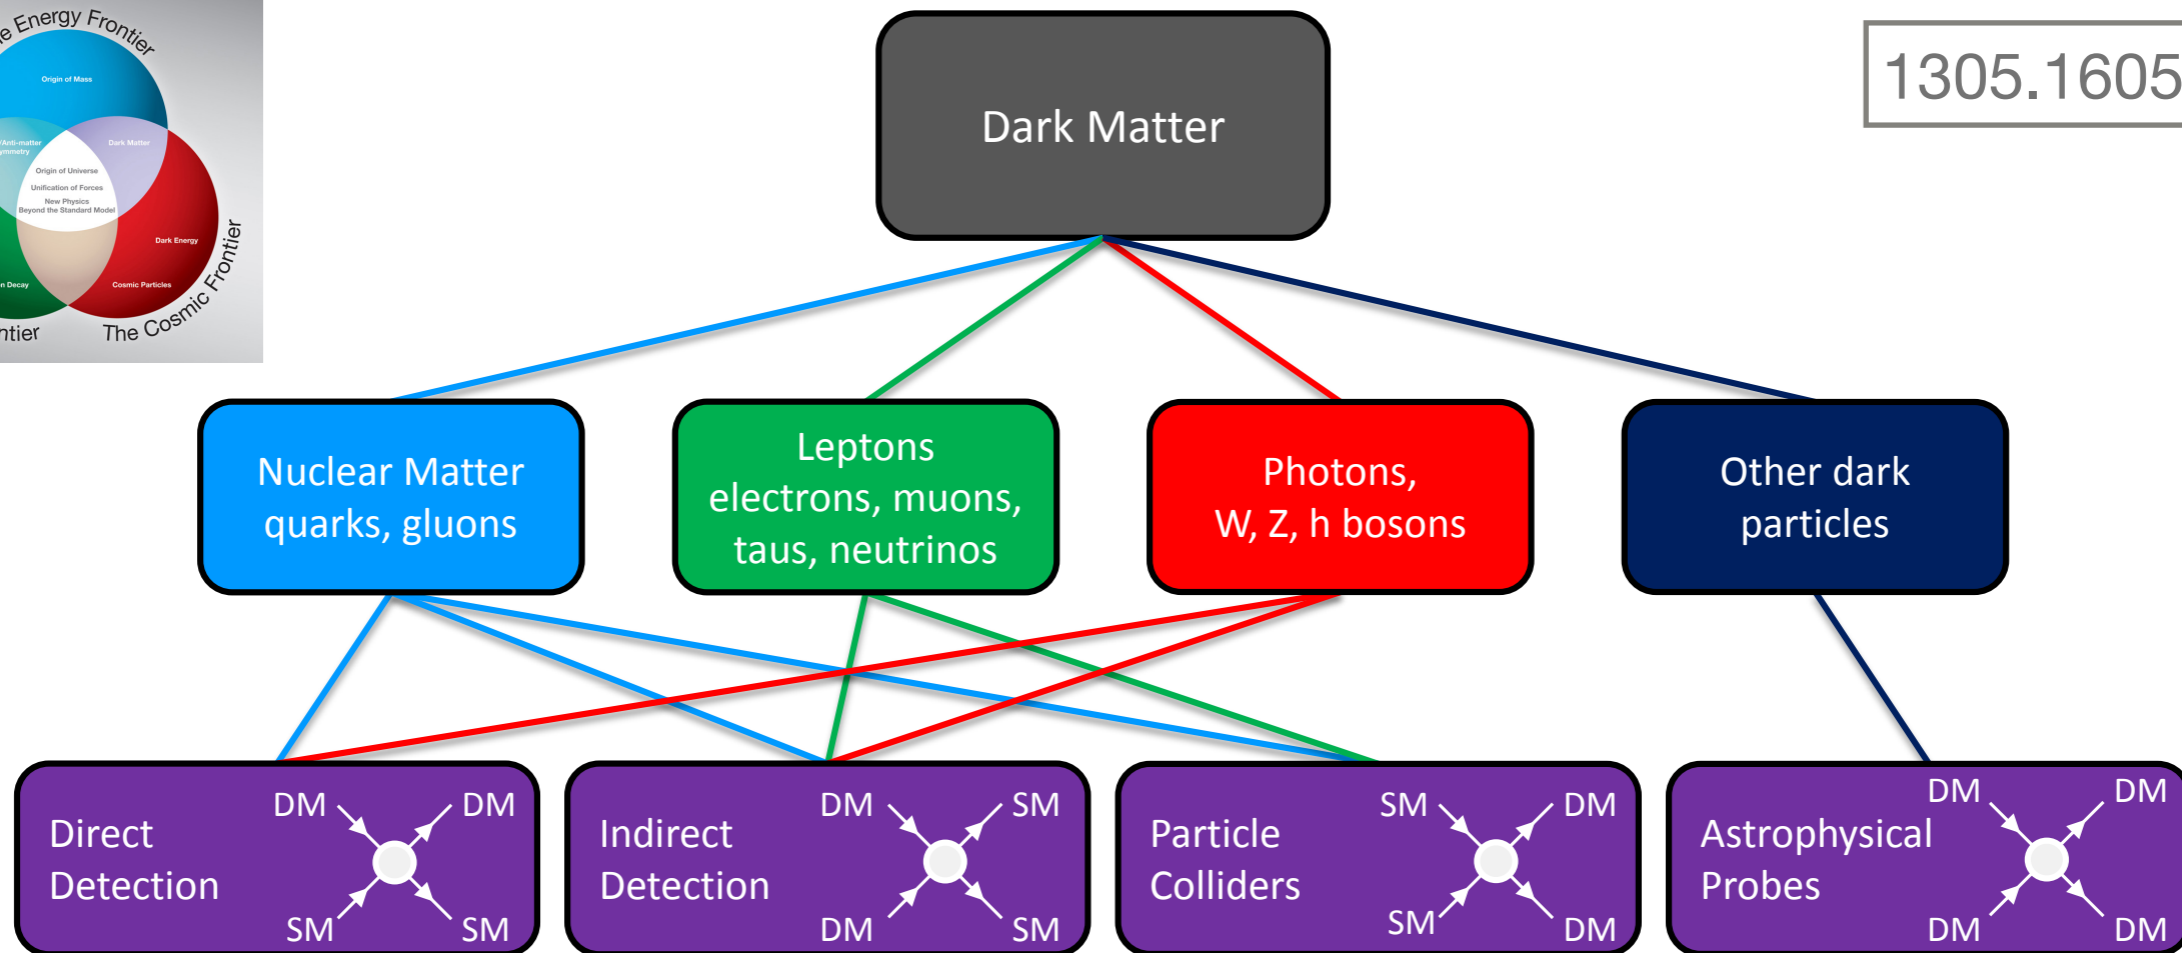 e Energy Frontier
Origin of Mass
/Anti-matter
ymmetry
Dark Matter
Origin of Universe
Unification of Forces
New Physics
Beyond the Standard Model
Dark Energy
n Decay
Cosmic Particles
ntier
The Cosmic Frontier
Dark Matter
1305.1605
Nuclear Matter
quarks, gluons
Leptons
electrons, muons,
taus, neutrinos
Photons,
W, Z, h bosons
Other dark
particles
Direct
Detection
DM
DM
SM
SM
Indirect
Detection
DM
SM
DM
SM
Particle
Colliders
SM
DM
SM
DM
Astrophysical
Probes
DM
DM
DM
DM